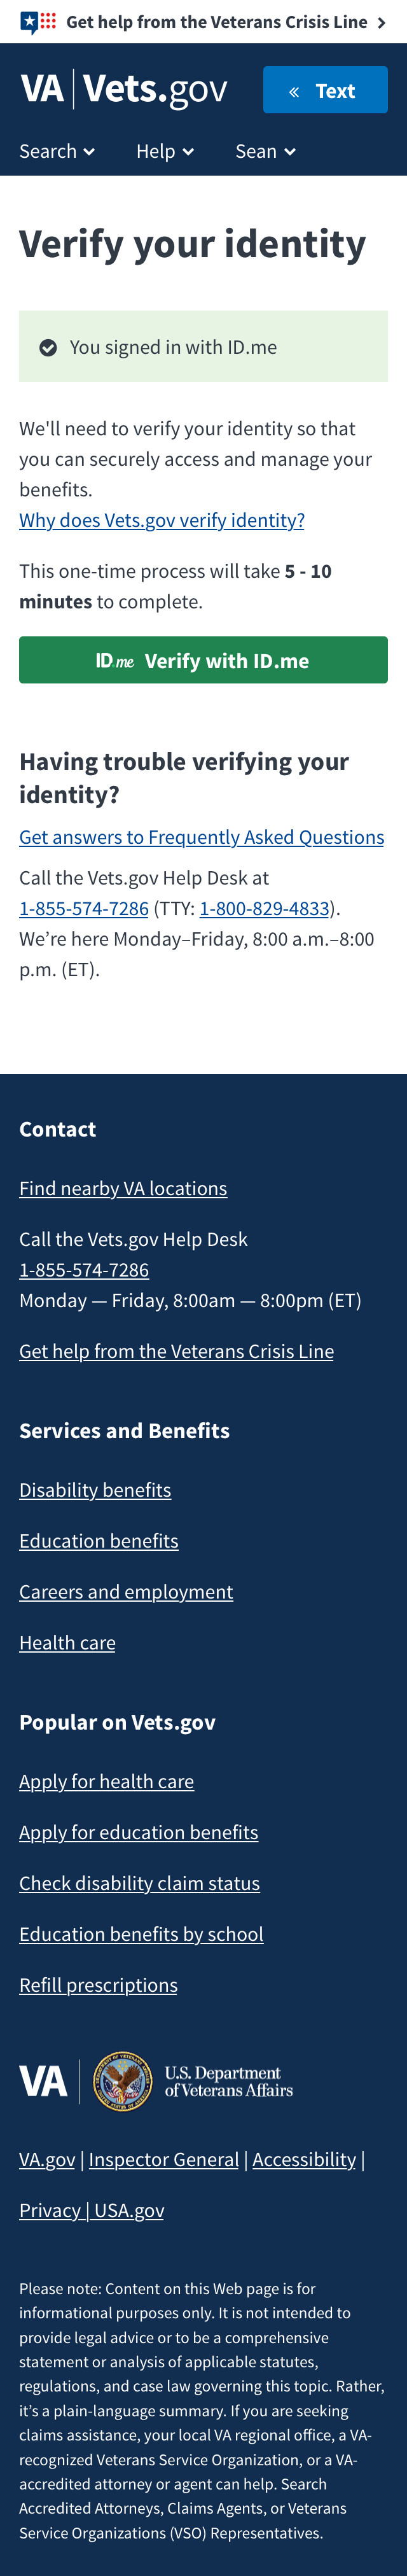 Get help from the Veterans Crisis Line
VA | Vets.gov
« Text
Search
Help
Sean
Verify your identity
You signed in with ID.me
We'll need to verify your identity so that
you can securely access and manage your
benefits.
Why does Vets.gov verify identity?
This one-time process will take 5 - 10
minutes to complete.
ID.me Verify with ID.me
Having trouble verifying your
identity?
Get answers to Frequently Asked Questions
Call the Vets.gov Help Desk at
1-855-574-7286 (TTY: 1-800-829-4833).
We’re here Monday–Friday, 8:00 a.m.–8:00
p.m. (ET).
Contact
Find nearby VA locations
Call the Vets.gov Help Desk
1-855-574-7286
Monday — Friday, 8:00am — 8:00pm (ET)
Get help from the Veterans Crisis Line
Services and Benefits
Disability benefits
Education benefits
Careers and employment
Health care
Popular on Vets.gov
Apply for health care
Apply for education benefits
Check disability claim status
Education benefits by school
Refill prescriptions
VA
U.S. Department
of Veterans Affairs
VA.gov | Inspector General | Accessibility |
Privacy | USA.gov
Please note: Content on this Web page is for
informational purposes only. It is not intended to
provide legal advice or to be a comprehensive
statement or analysis of applicable statutes,
regulations, and case law governing this topic. Rather,
it’s a plain-language summary. If you are seeking
claims assistance, your local VA regional office, a VA-
recognized Veterans Service Organization, or a VA-
accredited attorney or agent can help. Search
Accredited Attorneys, Claims Agents, or Veterans
Service Organizations (VSO) Representatives.